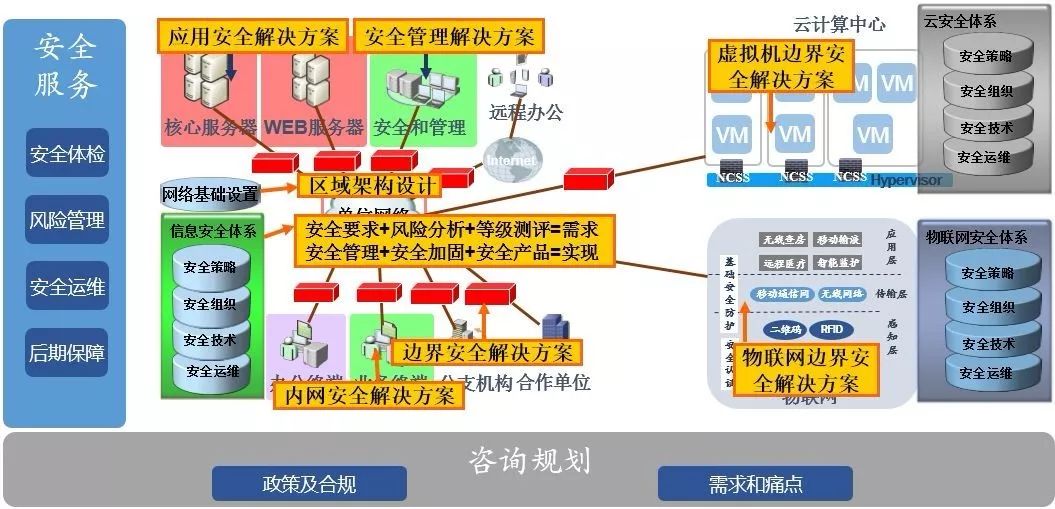 安全
服务
安全体检
风险管理
安全运维
后期保障
应用安全解决方案
安全管理解决方案
核心服务器
WEB服务器
安全和管理
远程办公
Internet
网络基础设置
区域架构设计
单位网络
信息安全体系
安全策略
安全组织
安全技术
安全运维
安全要求+风险分析+等级测评=需求
安全管理+安全加固+安全产品=实现
边界安全解决方案
办公终端
业务终端
分支机构
合作单位
内网安全解决方案
云计算中心
虚拟机边界安
全解决方案
VM
VM
VM
VM
VM
VM
NCSS
NCSS
NCSS
Hypervisor
云安全体系
安全策略
安全组织
安全技术
安全运维
无线查房
移动输液
远程医疗
智能监护
应用层
基础安全防护
移动通信网
无线网络
传输层
二维码
RFID
感知层
安全认证
物联网边界安
全解决方案
物联网
物联网安全体系
安全策略
安全组织
安全技术
安全运维
咨询规划
政策及合规
需求和痛点